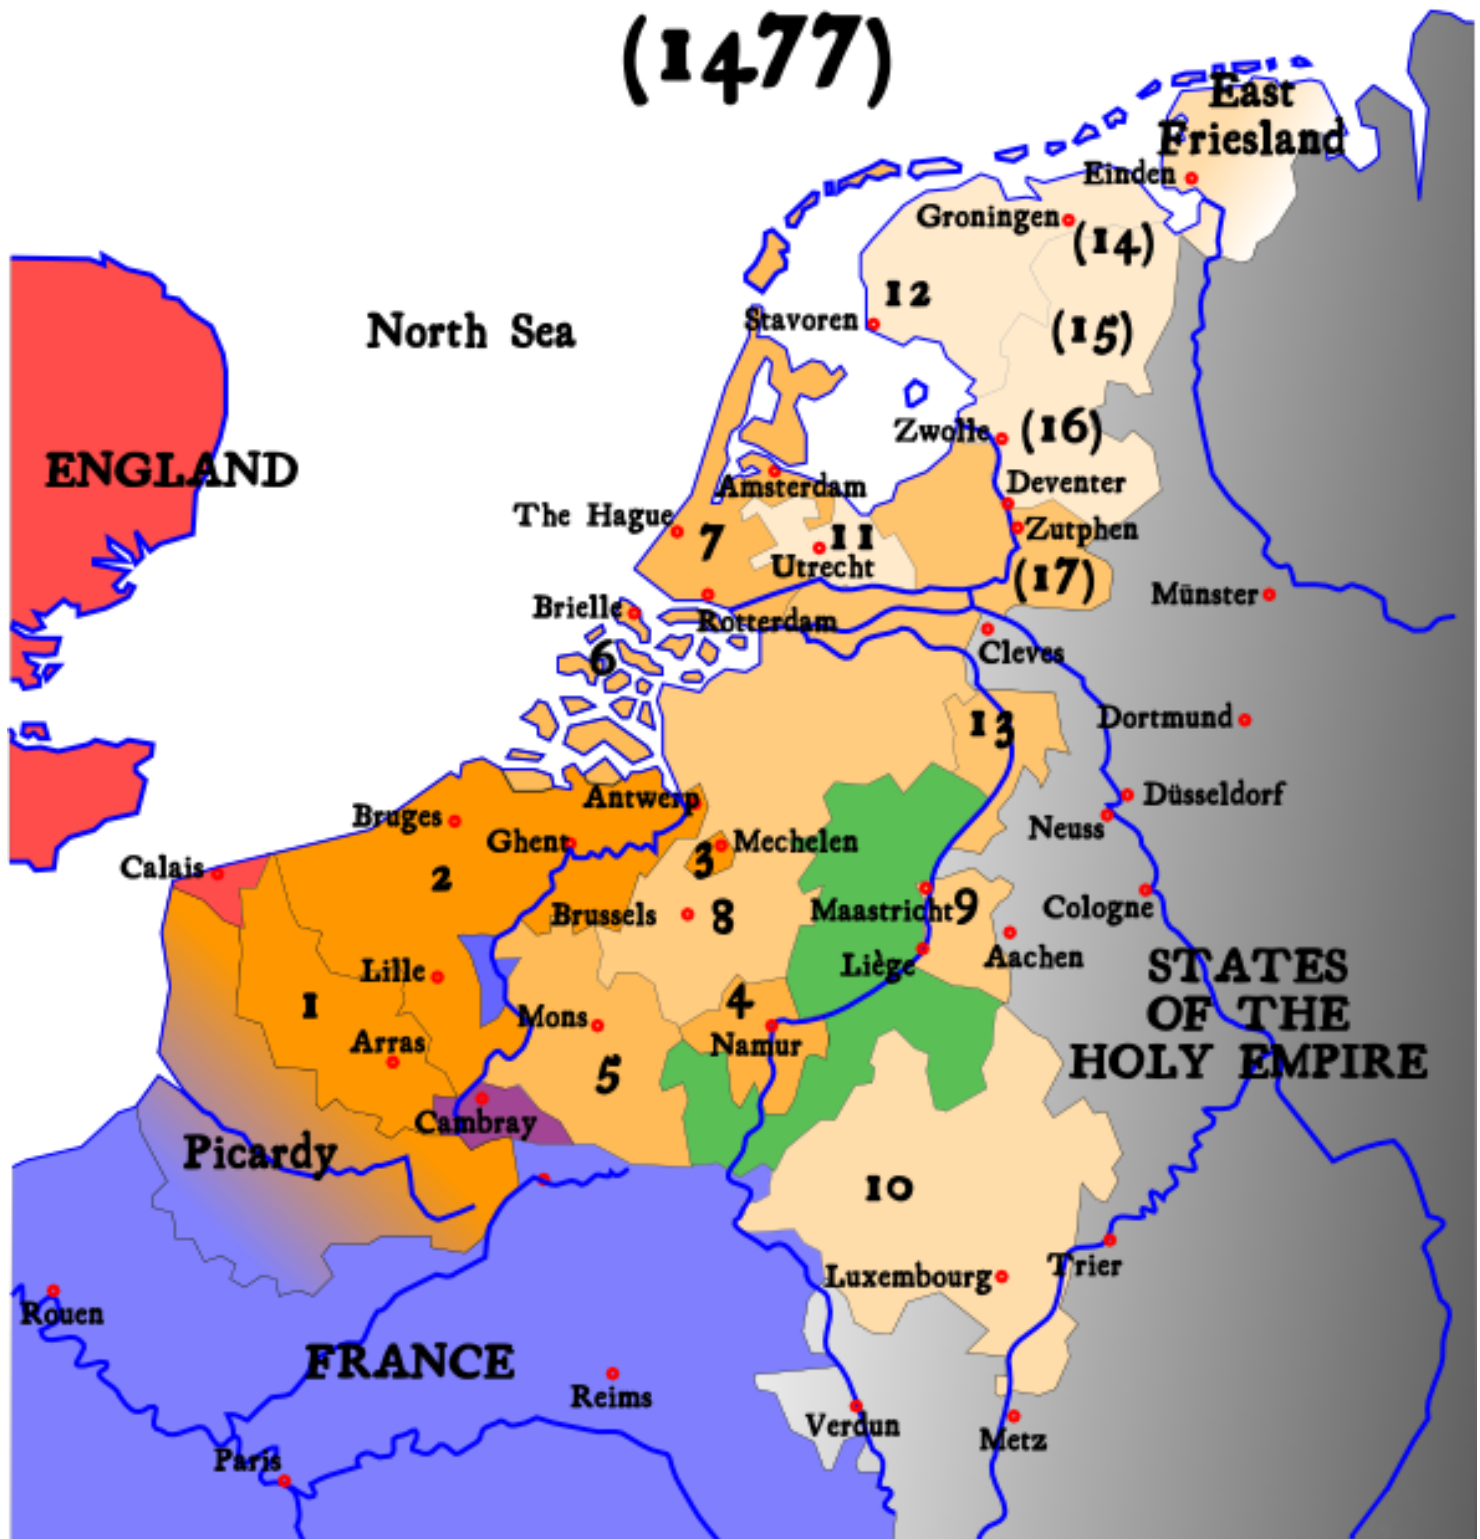 (1477)
East
Friesland
Einden
Groningen
(14)
12
Stavoren
North Sea
(15)
Zwolle
(16)
ENGLAND
Amsterdam
Deventer
The Hague
7
11
Zutphen
Utrecht
(17)
Münster
Brielle
Rotterdam
6
Cleves
13
Dortmund
Antwerp
Düsseldorf
Bruges
Neuss
Ghent
3
Mechelen
Calais
2
Brussels
8
Maastricht
9
Cologne
Lille
Liège
Aachen
STATES
OF THE
HOLY EMPIRE
1
4
Mons
Arras
Namur
5
Cambray
Picardy
10
Trier
Luxembourg
Rouen
FRANCE
Reims
Verdun
Metz
Paris